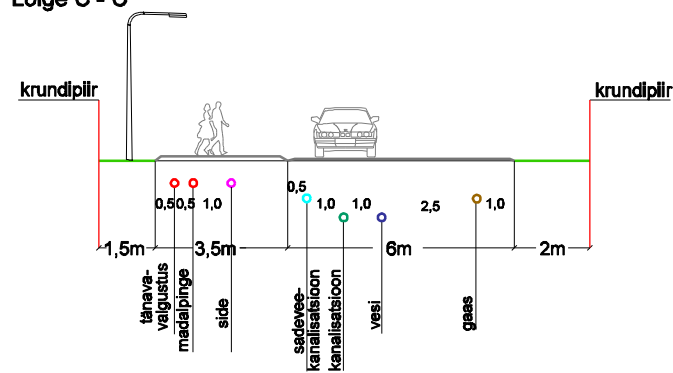 Lõige C - C
krundipiir
krundipiir
0,5
0,5
1,0
0,5
1,0
1,0
2,5
1,0
1,5m
3,5m
6m
2m
tänava-
valgustus
madalpinge
side
sadevee-
kanalisatsioon
kanalisatsioon
vesi
gaas